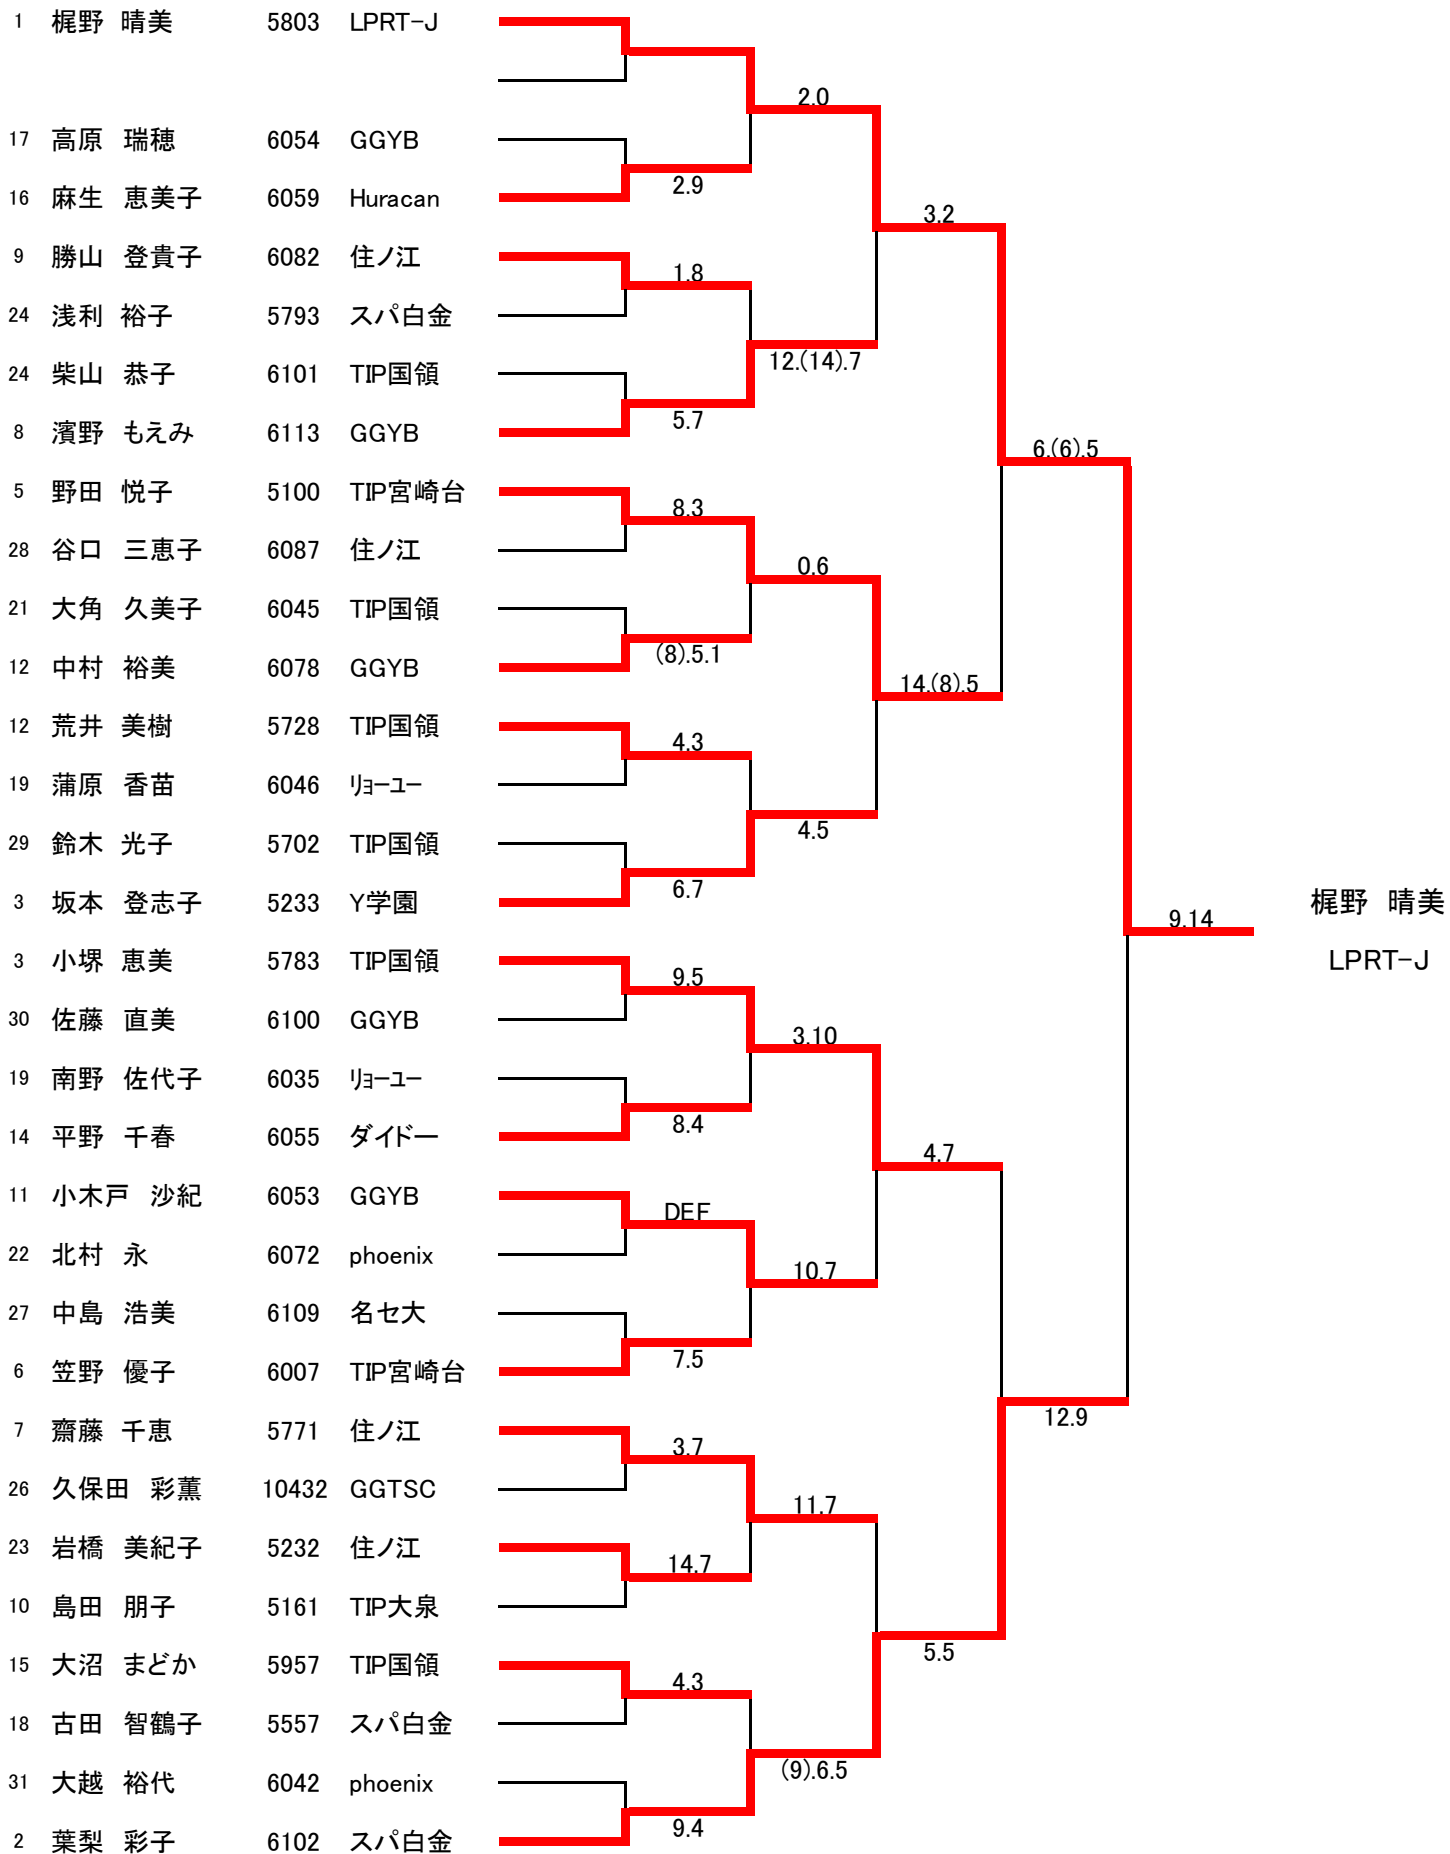 1 梶野 晴美 5803 LPRT-J
2.0
17 高原 瑞穂 6054 GGYB
2.9
16 麻生 恵美子 6059 Huracan
3.2
9 勝山 登貴子 6082 住ノ江
1.8
24 浅利 裕子 5793 スパ白金
12.(14).7
24 柴山 恭子 6101 TIP国領
5.7
8 濱野 もえみ 6113 GGYB
6.(6).5
5 野田 悦子 5100 TIP宮崎台
8.3
28 谷口 三恵子 6087 住ノ江
0.6
21 大角 久美子 6045 TIP国領
(8).5.1
12 中村 裕美 6078 GGYB
14.(8).5
12 荒井 美樹 5728 TIP国領
4.3
19 蒲原 香苗 6046 リョーユー
4.5
29 鈴木 光子 5702 TIP国領
6.7
3 坂本 登志子 5233 Y学園
梶野 晴美
9.14
LPRT-J
3 小堺 恵美 5783 TIP国領
9.5
30 佐藤 直美 6100 GGYB
3.10
19 南野 佐代子 6035 リョーユー
8.4
14 平野 千春 6055 ダイドー
4.7
11 小木戸 沙紀 6053 GGYB
DEF
22 北村 永 6072 phoenix
10.7
27 中島 浩美 6109 名セ大
7.5
6 笠野 優子 6007 TIP宮崎台
12.9
7 齋藤 千恵 5771 住ノ江
3.7
26 久保田 彩薫 10432 GGTSC
11.7
23 岩橋 美紀子 5232 住ノ江
14.7
10 島田 朋子 5161 TIP大泉
5.5
15 大沼 まどか 5957 TIP国領
4.3
18 古田 智鶴子 5557 スパ白金
(9).6.5
31 大越 裕代 6042 phoenix
9.4
2 葉梨 彩子 6102 スパ白金